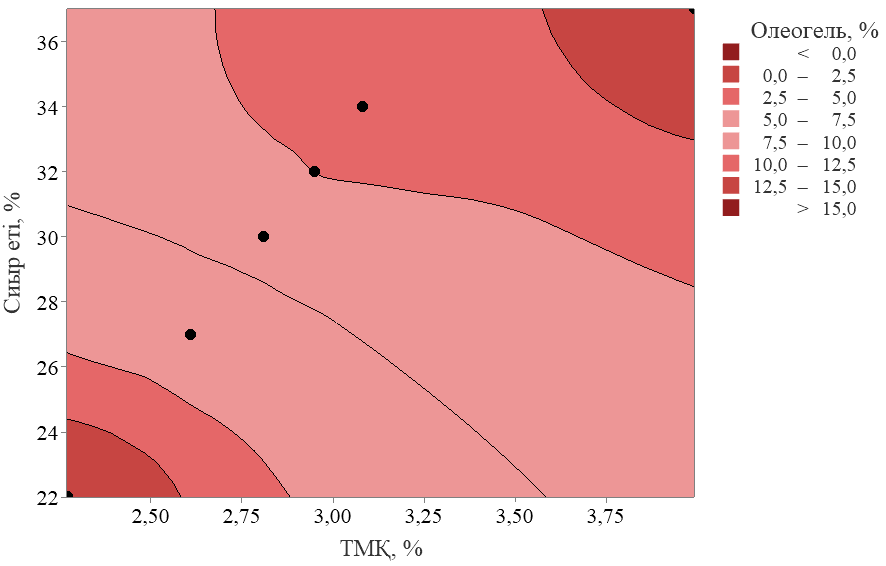 Олеогель, %
< 0,0
0,0 – 2,5
2,5 – 5,0
5,0 – 7,5
7,5 – 10,0
10,0 – 12,5
12,5 – 15,0
> 15,0
Сиыр еті, %
36
34
32
30
28
26
24
22
2,50 2,75 3,00 3,25 3,50 3,75
ТМҚ, %